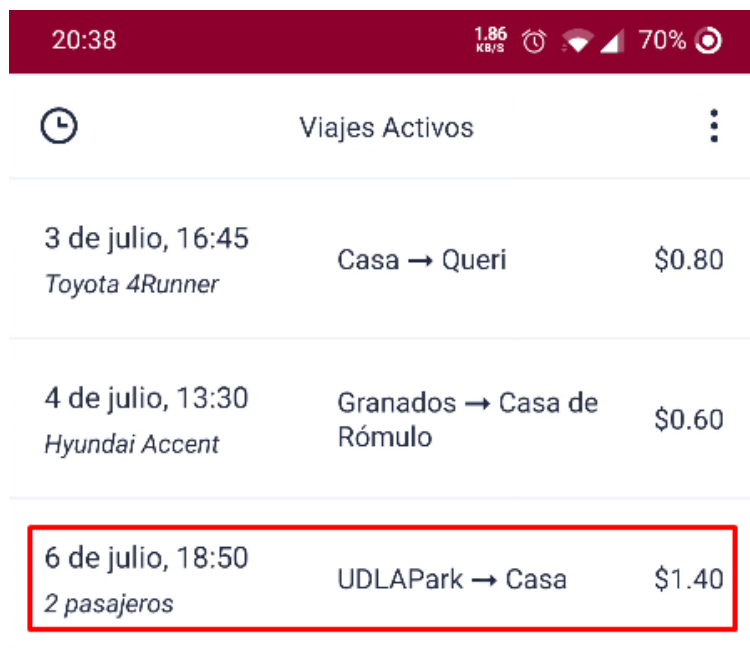 20:38 1.86 KB/S 70%
Viajes Activos
3 de julio, 16:45
Toyota 4Runner
Casa → Queri
$0.80
4 de julio, 13:30
Hyundai Accent
Granados → Casa de
Rómulo
$0.60
6 de julio, 18:50
2 pasajeros
UDLAPark → Casa
$1.40